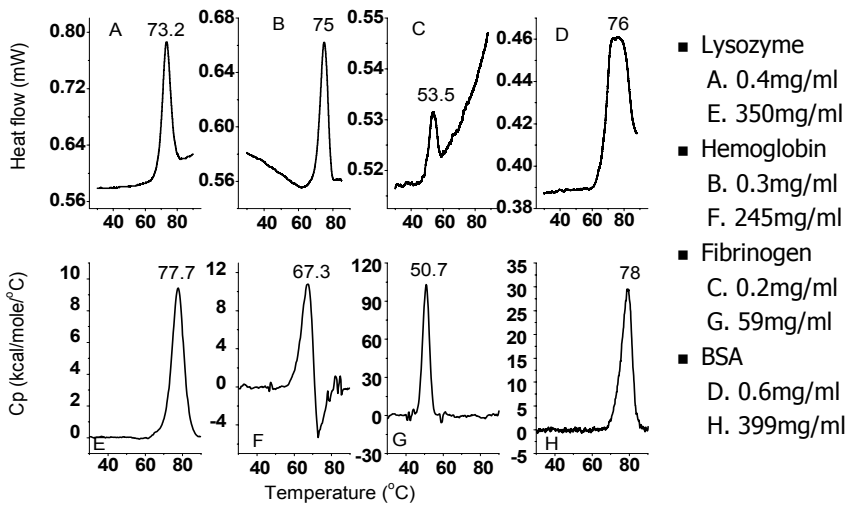 A
73.2
B
75
C
53.5
D
76
Heat flow (mW)
0.80
0.72
0.64
0.56
0.68
0.64
0.60
0.56
0.55
0.54
0.53
0.52
0.46
0.44
0.42
0.40
0.38
40 60 80
40 60 80
40 60 80
40 60 80
77.7
67.3
50.7
78
Cp (kcal/mole/°C)
10
8
6
4
2
0
12
8
4
0
-4
120
90
60
30
0
-30
35
30
25
20
15
10
5
0
-5
E
F
G
H
40 60 80
40 60 80
40 60 80
40 60 80
Temperature (°C)
▪ Lysozyme
A. 0.4mg/ml
E. 350mg/ml
▪ Hemoglobin
B. 0.3mg/ml
F. 245mg/ml
▪ Fibrinogen
C. 0.2mg/ml
G. 59mg/ml
▪ BSA
D. 0.6mg/ml
H. 399mg/ml